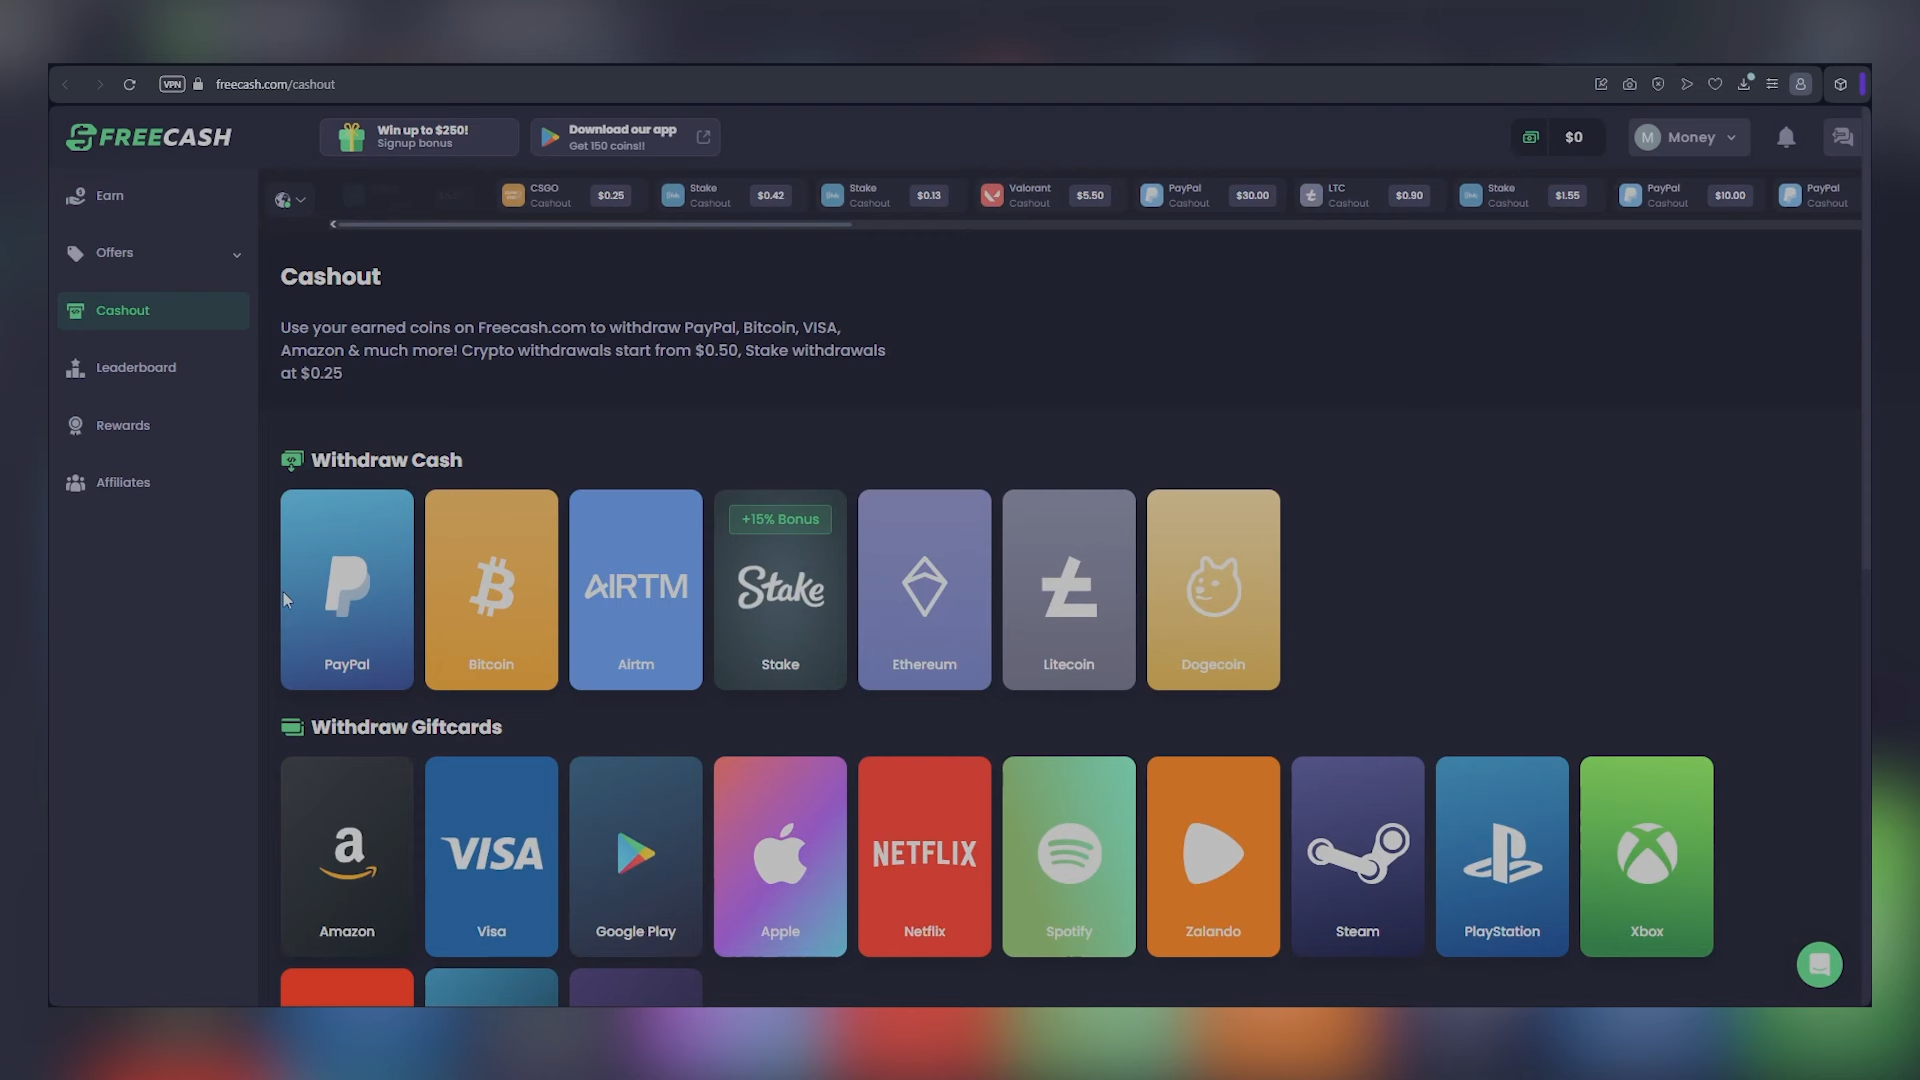 VPN freecash.com/cashout
FREECASH
Win up to $250!
Signup bonus
Download our app
Get 150 coins!!
$0
M Money
Earn
Offers
Cashout
Leaderboard
Rewards
Affiliates
CSGO
Cashout
$0.25
Stake
Cashout
$0.42
Stake
Cashout
$0.13
Valorant
Cashout
$5.50
PayPal
Cashout
$30.00
LTC
Cashout
$0.90
Stake
Cashout
$1.55
PayPal
Cashout
$10.00
PayPal
Cashout
Cashout
Use your earned coins on Freecash.com to withdraw PayPal, Bitcoin, VISA,
Amazon & much more! Crypto withdrawals start from $0.50, Stake withdrawals
at $0.25
Withdraw Cash
PayPal
Bitcoin
AIRTM
Airtm
+15% Bonus
Stake
Stake
Ethereum
Litecoin
Dogecoin
Withdraw Giftcards
a
Amazon
VISA
Visa
Google Play
Apple
NETFLIX
Netflix
Spotify
Zalando
Steam
PlayStation
Xbox